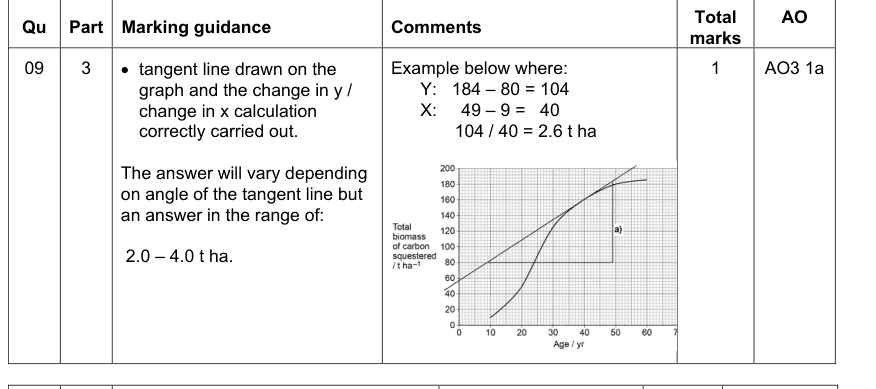 Qu Part Marking guidance Comments Total marks AO
09 3 • tangent line drawn on the
graph and the change in y /
change in x calculation
correctly carried out.
The answer will vary depending
on angle of the tangent line but
an answer in the range of:
2.0 – 4.0 t ha.
Example below where:
Y: 184 – 80 = 104
X: 49 – 9 = 40
104 / 40 = 2.6 t ha
1 AO3 1a
200
180
160
140
120
100
80
60
40
20
0
Total
biomass
of carbon
squestered
/ t ha⁻¹
a)
0 10 20 30 40 50 60 7
Age / yr